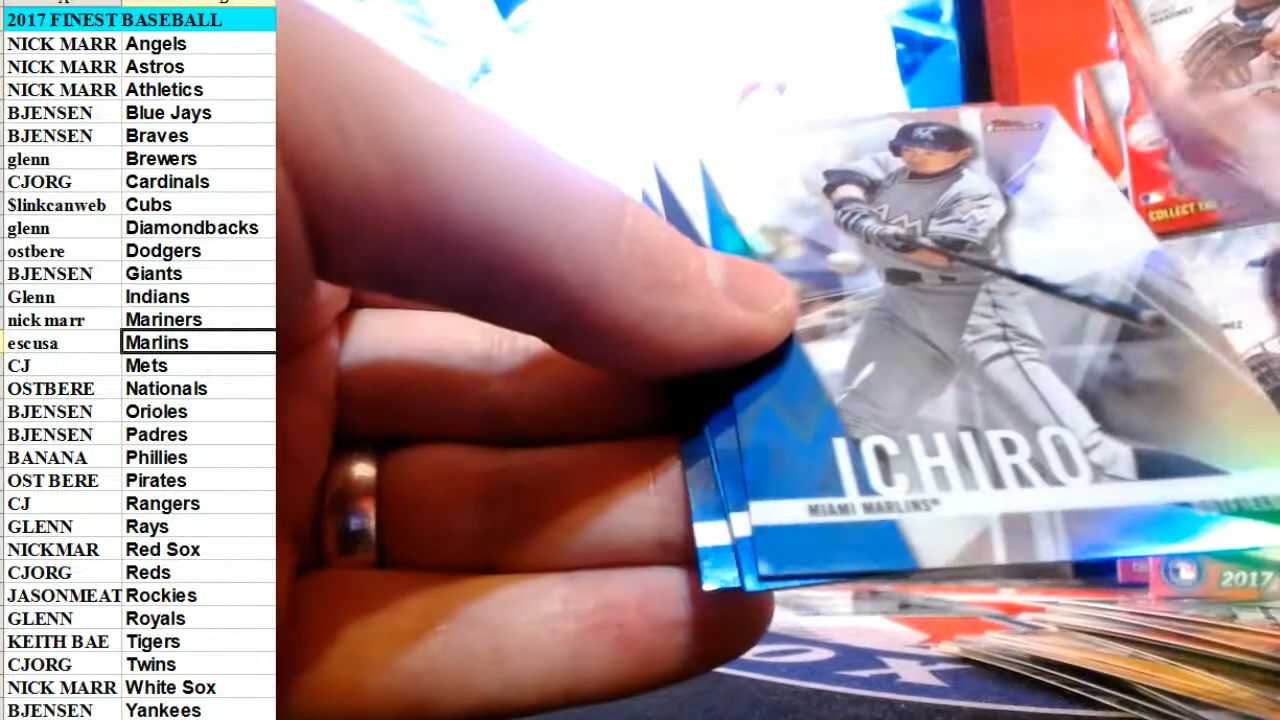 2017 FINEST BASEBALL
NICK MARR Angels
NICK MARR Astros
NICK MARR Athletics
BJENSEN Blue Jays
BJENSEN Braves
glenn Brewers
CJORG Cardinals
$linkcanweb Cubs
glenn Diamondbacks
ostbere Dodgers
BJENSEN Giants
Glenn Indians
nick marr Mariners
escusa Marlins
CJ Mets
OSTBERE Nationals
BJENSEN Orioles
BJENSEN Padres
BANANA Phillies
OST BERE Pirates
CJ Rangers
GLENN Rays
NICKMAR Red Sox
CJORG Reds
JASONMEAT Rockies
GLENN Royals
KEITH BAE Tigers
CJORG Twins
NICK MARR White Sox
BJENSEN Yankees
MARTINEZ
COLLECT
ICHIRO
MIAMI MARLINS®
2017